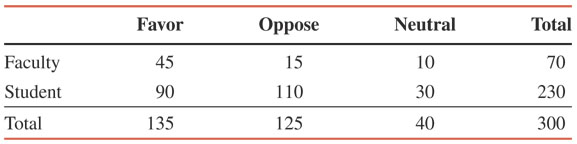 Favor Oppose Neutral Total
Faculty 45 15 10 70
Student 90 110 30 230
Total 135 125 40 300